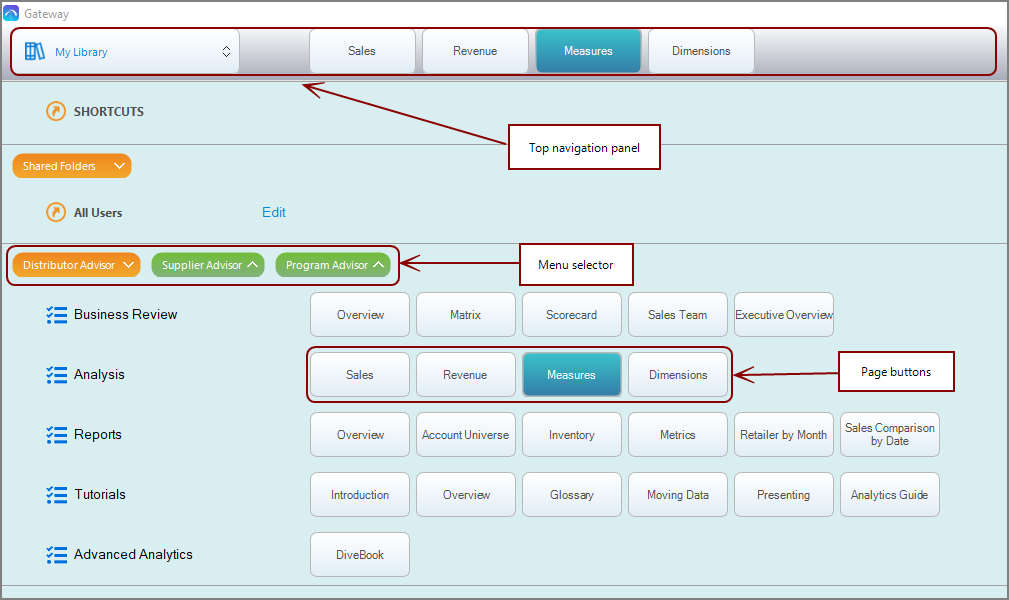 Gateway
My Library
Sales
Revenue
Measures
Dimensions
SHORTCUTS
Top navigation panel
Shared Folders
All Users
Edit
Distributor Advisor
Supplier Advisor
Program Advisor
Menu selector
Business Review
Overview
Matrix
Scorecard
Sales Team
Executive Overview
Analysis
Sales
Revenue
Measures
Dimensions
Page buttons
Reports
Overview
Account Universe
Inventory
Metrics
Retailer by Month
Sales Comparison
by Date
Tutorials
Introduction
Overview
Glossary
Moving Data
Presenting
Analytics Guide
Advanced Analytics
DiveBook